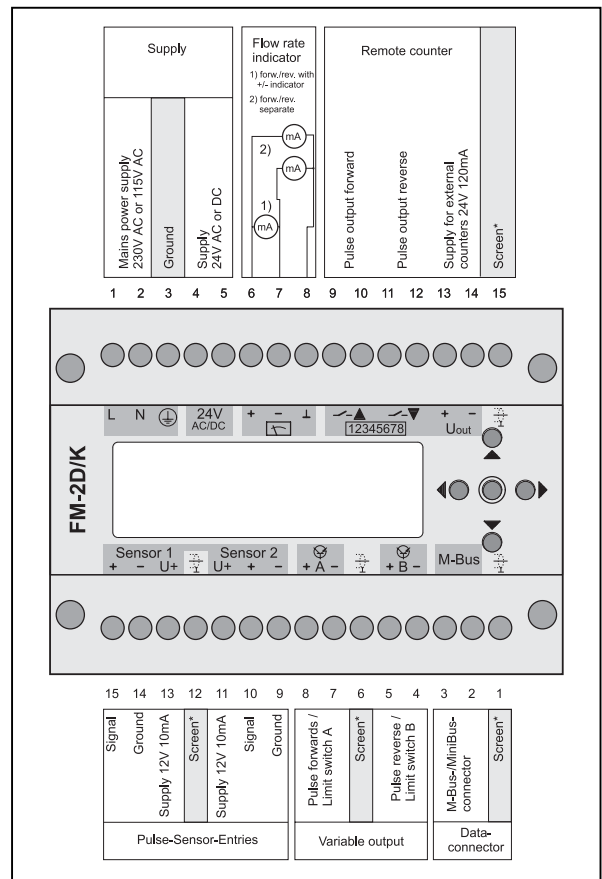 Supply
Mains power supply
230V AC or 115V AC
Ground
Supply
24V AC or DC
Flow rate
indicator
1) forw./rev. with
+/- indicator
2) forw./rev.
separate
mA
2)
mA
1)
mA
Remote counter
Pulse output forward
Pulse output reverse
Supply for external
counters 24V 120mA
Screen*
1 2 3 4 5 6 7 8 9 10 11 12 13 14 15
L N 24V + - ⊥ + -
AC/DC 12345678 Uout
FM-2D/K
Sensor 1 Sensor 2 M-Bus
+ - U+ U+ + - + A - + B -
15 14 13 12 11 10 9 8 7 6 5 4 3 2 1
Signal
Ground
Supply 12V 10mA
Screen*
Supply 12V 10mA
Signal
Ground
Pulse-Sensor-Entries
Pulse forwards /
Limit switch A
Screen*
Pulse reverse /
Limit switch B
Variable output
M-Bus-/MiniBus-
connector
Screen*
Data-
connector